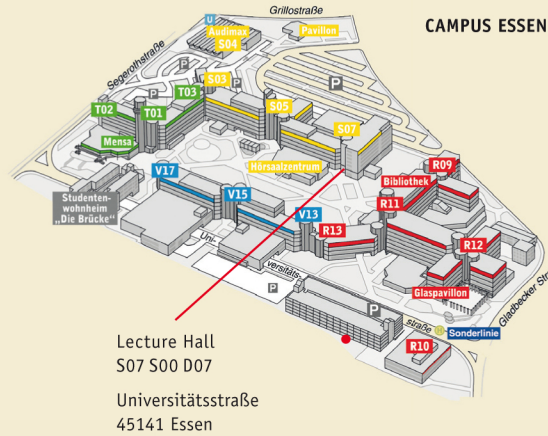 Grillostraße
CAMPUS ESSEN
U
Audimax
S04
Pavillon
Segerothstraße
P
P
S03
P
P
T03
T02
T01
S05
S07
Mensa
Hörsaalzentrum
R09
V17
Bibliothek
Studenten-
wohnheim
„Die Brücke“
V15
R11
V13
R13
Uni-
R12
versitäts-
P
Glaspavillon
P
straße
H
Sonderlinie
Gladbecker Str
R10
Lecture Hall
S07 S00 D07
Universitätsstraße
45141 Essen